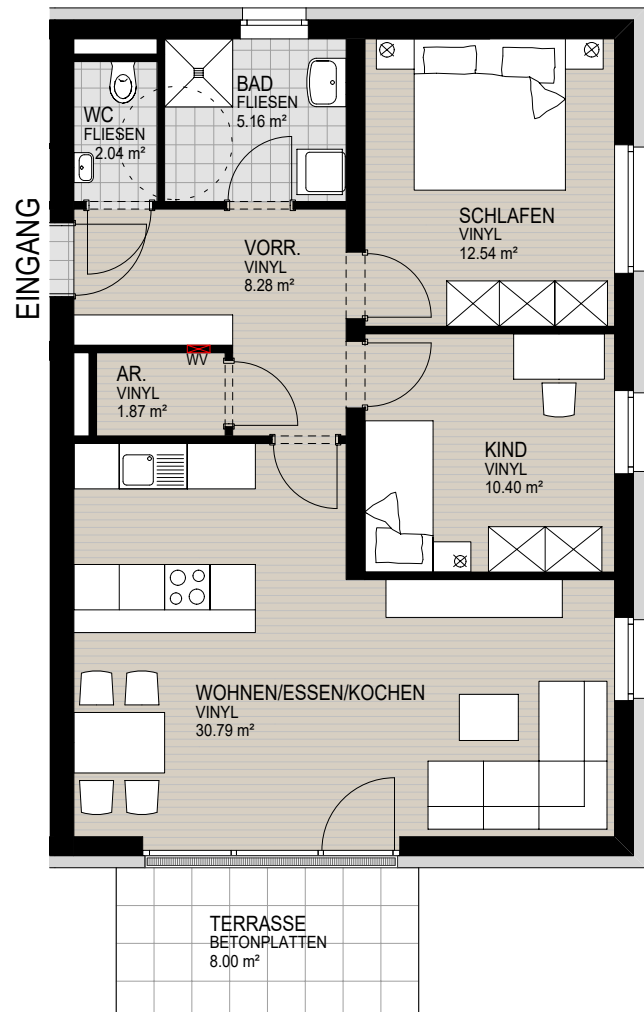 BAD
FLIESEN
5.16 m²
WC
FLIESEN
2.04 m²
EINGANG
SCHLAFEN
VINYL
12.54 m²
VORR.
VINYL
8.28 m²
WV
AR.
VINYL
1.87 m²
KIND
VINYL
10.40 m²
WOHNEN/ESSEN/KOCHEN
VINYL
30.79 m²
TERRASSE
BETONPLATTEN
8.00 m²